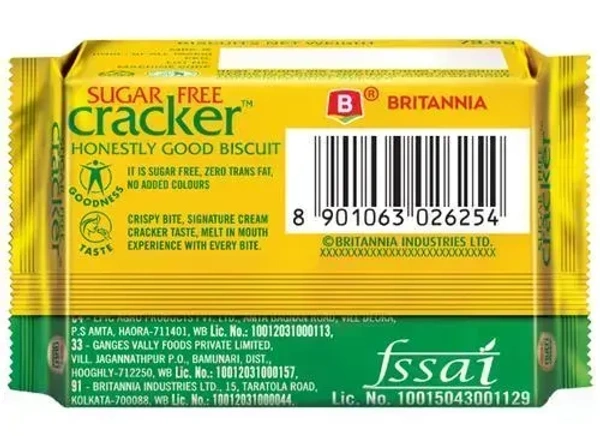 BISCUITS NET WEIGHT
SUGAR FREE
cracker™
HONESTLY GOOD BISCUIT
GOODNESS
IT IS SUGAR FREE, ZERO TRANS FAT,
NO ADDED COLOURS
TASTE
CRISPY BITE, SIGNATURE CREAM
CRACKER TASTE, MELT IN MOUTH
EXPERIENCE WITH EVERY BITE.
B® BRITANNIA
8 901063 026254
©BRITANNIA INDUSTRIES LTD.
cracker
cracker
P.S AMTA, HAORA-711401, WB Lic. No.: 10012031000113,
33 - GANGES VALLY FOODS PRIVATE LIMITED,
VILL. JAGANNATHPUR P.O., BAMUNARI, DIST.,
HOOGHLY-712250, WB Lic. No.: 10012031000157,
91 - BRITANNIA INDUSTRIES LTD., 15, TARATOLA ROAD,
KOLKATA-700088, WB Lic. No.: 10012031000044,
fssai
Lic. No. 10015043001129